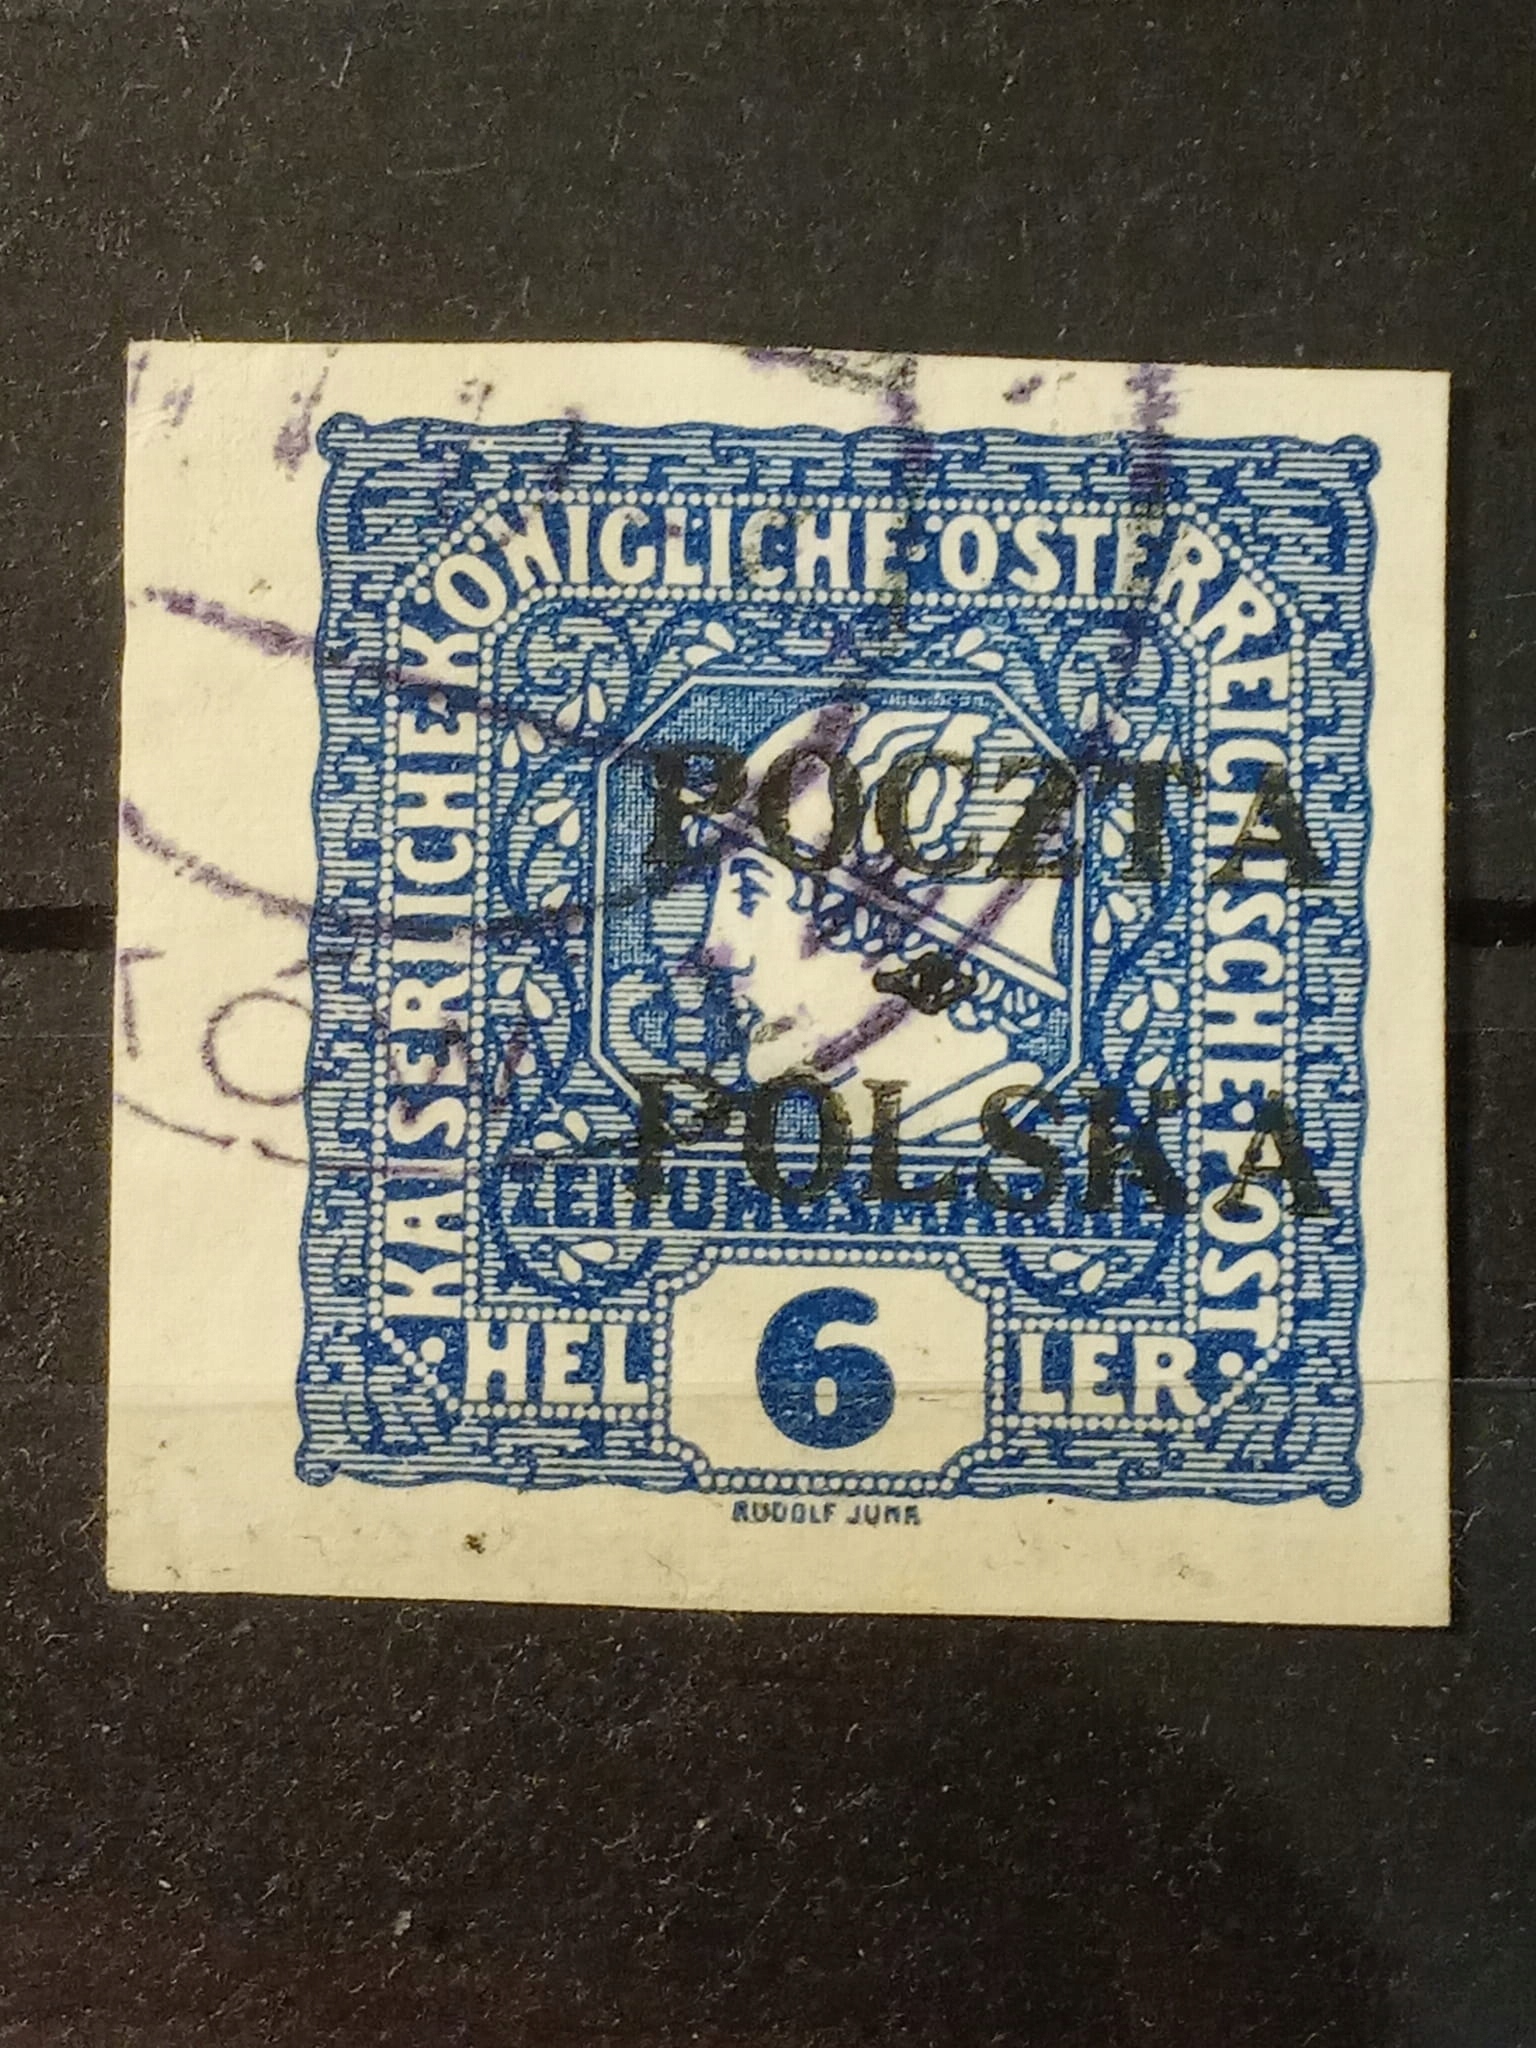 KAISERLICHE KÖNIGLICHE · ÖSTERREICHISCHE · POST
POCZTA
POLSKA
ZEITUNGSMARKE
· HEL 6 LER ·
RUDOLF JUNK